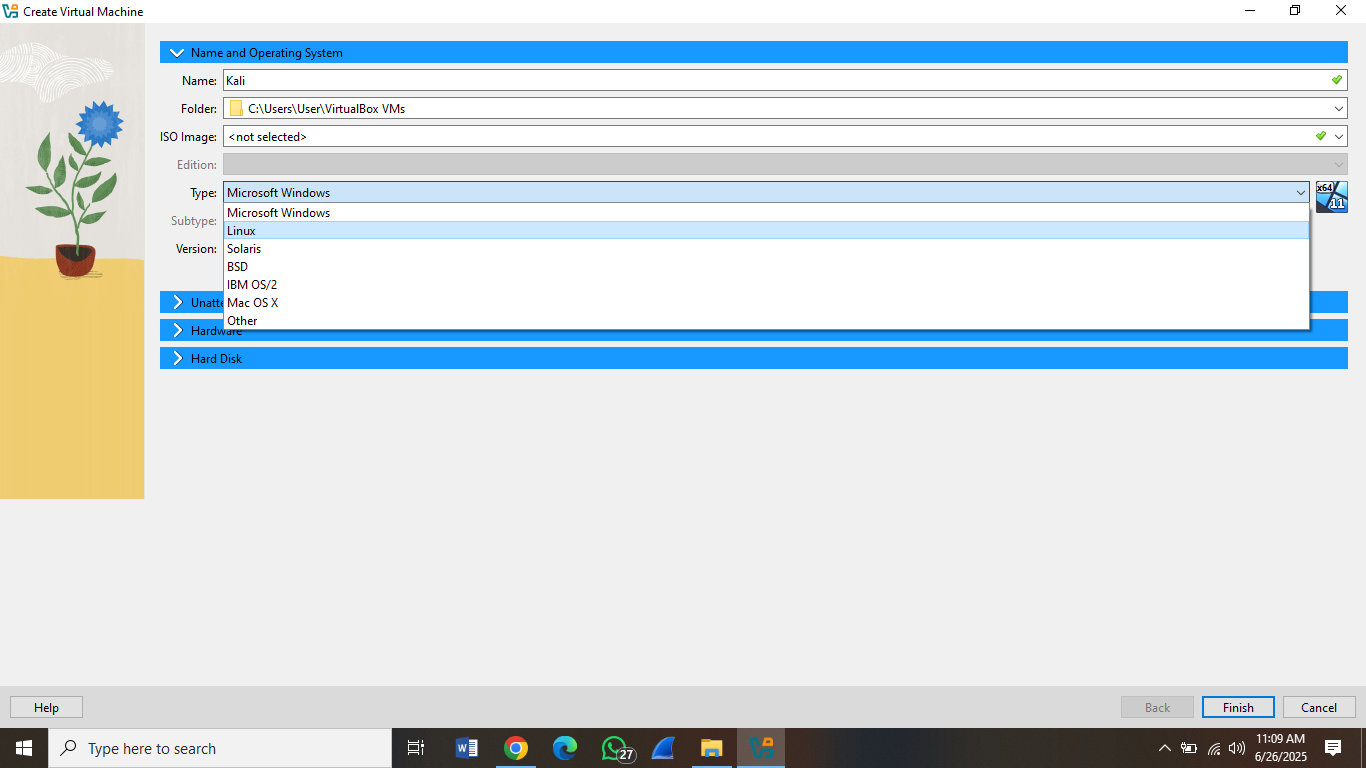 Create Virtual Machine
Name and Operating System
Name: Kali
Folder: C:\Users\User\VirtualBox VMs
ISO Image: <not selected>
Edition:
Type: Microsoft Windows
x64
11
Microsoft Windows
Subtype:
Linux
Solaris
Version:
BSD
IBM OS/2
Mac OS X
Other
Hardware
Hard Disk
Help
Back
Finish
Cancel
Type here to search
27
11:09 AM
6/26/2025